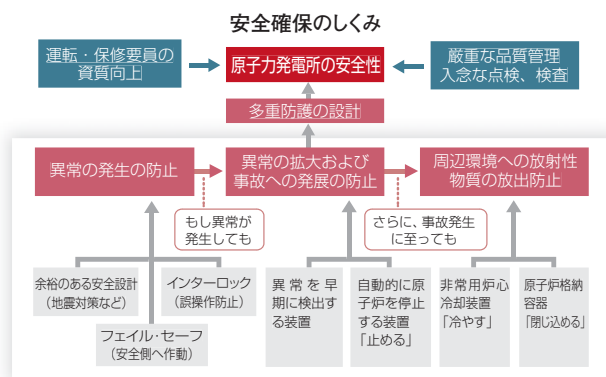 安全確保のしくみ
運転・保修要員の
資質向上
原子力発電所の安全性
厳重な品質管理
入念な点検、検査
多重防護の設計
異常の発生の防止
異常の拡大および
事故への発展の防止
周辺環境への放射性
物質の放出防止
もし異常が
発生しても
さらに、事故発生
に至っても
余裕のある安全設計
（地震対策など）
インターロック
（誤操作防止）
フェイル・セーフ
（安全側へ作動）
異常を早
期に検出す
る装置
自動的に原
子炉を停止
する装置
「止める」
非常用炉心
冷却装置
「冷やす」
原子炉格納
容器
「閉じ込める」